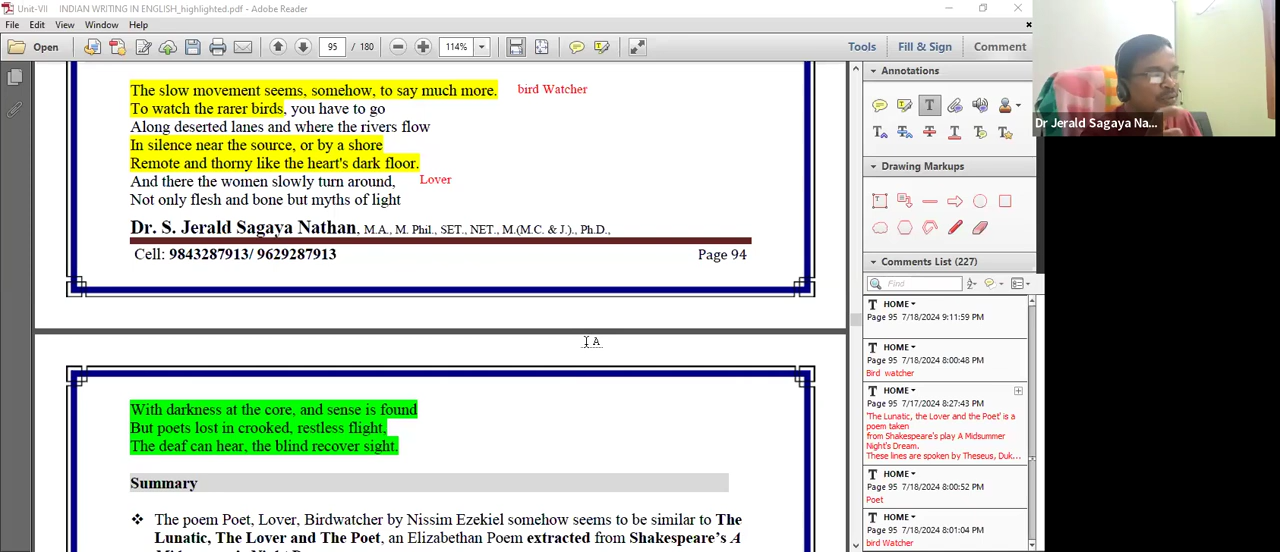 Unit-VII INDIAN WRITING IN ENGLISH_highlighted.pdf - Adobe Reader
File Edit View Window Help
Open 95 / 180 114% Tools Fill & Sign Comment
The slow movement seems, somehow, to say much more. bird Watcher
To watch the rarer birds, you have to go
Along deserted lanes and where the rivers flow
In silence near the source, or by a shore
Remote and thorny like the heart's dark floor.
And there the women slowly turn around, Lover
Not only flesh and bone but myths of light
Dr. S. Jerald Sagaya Nathan, M.A., M. Phil., SET., NET., M.(M.C. & J.)., Ph.D.,
Cell: 9843287913/ 9629287913 Page 94
With darkness at the core, and sense is found
But poets lost in crooked, restless flight.
The deaf can hear, the blind recover sight.
Summary
❖ The poem Poet, Lover, Birdwatcher by Nissim Ezekiel somehow seems to be similar to The
Lunatic, The Lover and The Poet, an Elizabethan Poem extracted from Shakespeare's A
Annotations
Drawing Markups
Comments List (227)
Find
HOME
Page 95 7/18/2024 9:11:59 PM
HOME
Page 95 7/18/2024 8:00:48 PM
Bird watcher
HOME
Page 95 7/17/2024 8:27:43 PM
'The Lunatic, the Lover and the Poet' is a
poem taken
from Shakespeare's play A Midsummer
Night's Dream.
These lines are spoken by Theseus, Duk...
HOME
Page 95 7/18/2024 8:00:52 PM
Poet
HOME
Page 95 7/18/2024 8:01:04 PM
bird Watcher
Dr Jerald Sagaya Na...